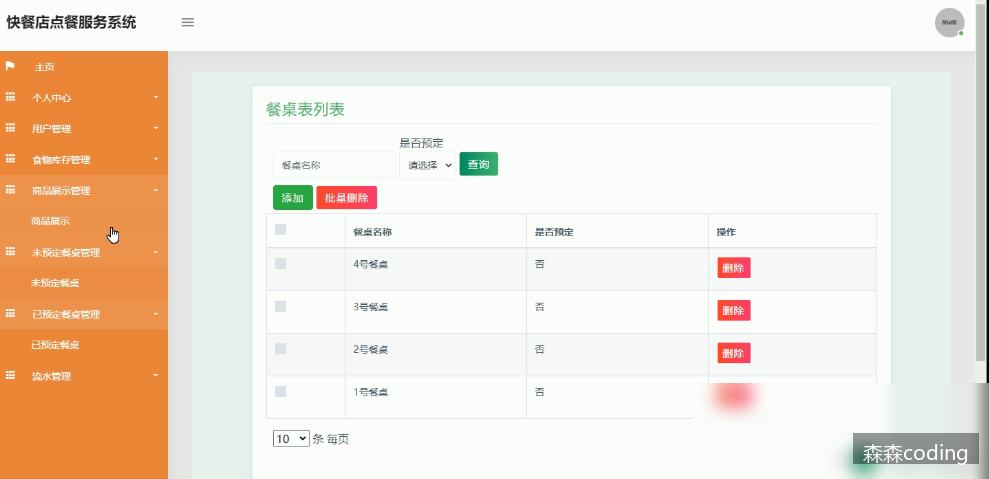 快餐店点餐服务系统
主页
个人中心
用户管理
食物库存管理
商品展示管理
商品展示
未预定餐桌管理
未预定餐桌
已预定餐桌管理
已预定餐桌
流水管理
餐桌表列表
是否预定
餐桌名称 请选择 查询
添加 批量删除
餐桌名称 是否预定 操作
4号餐桌 否 删除
3号餐桌 否 删除
2号餐桌 否 删除
1号餐桌 否
10 条 每页
森森coding